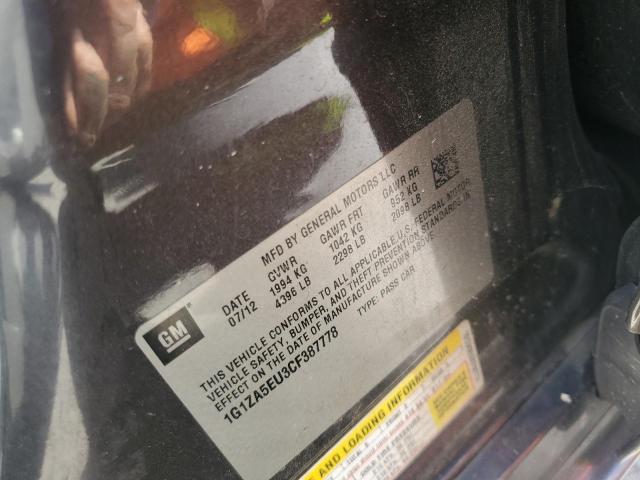 MFD BY GENERAL MOTORS LLC
DATE GVWR GAWR FRT GAWR RR
07/12 1994 KG 1042 KG 952 KG
4396 LB 2298 LB 2098 LB
THIS VEHICLE CONFORMS TO ALL APPLICABLE U.S. FEDERAL MOTOR
VEHICLE SAFETY, BUMPER, AND THEFT PREVENTION STANDARDS IN
EFFECT ON THE DATE OF MANUFACTURE SHOWN ABOVE.
1G1ZA5EU3CF387778 TYPE: PASS CAR
GM
E AND LOADING INFORMATION